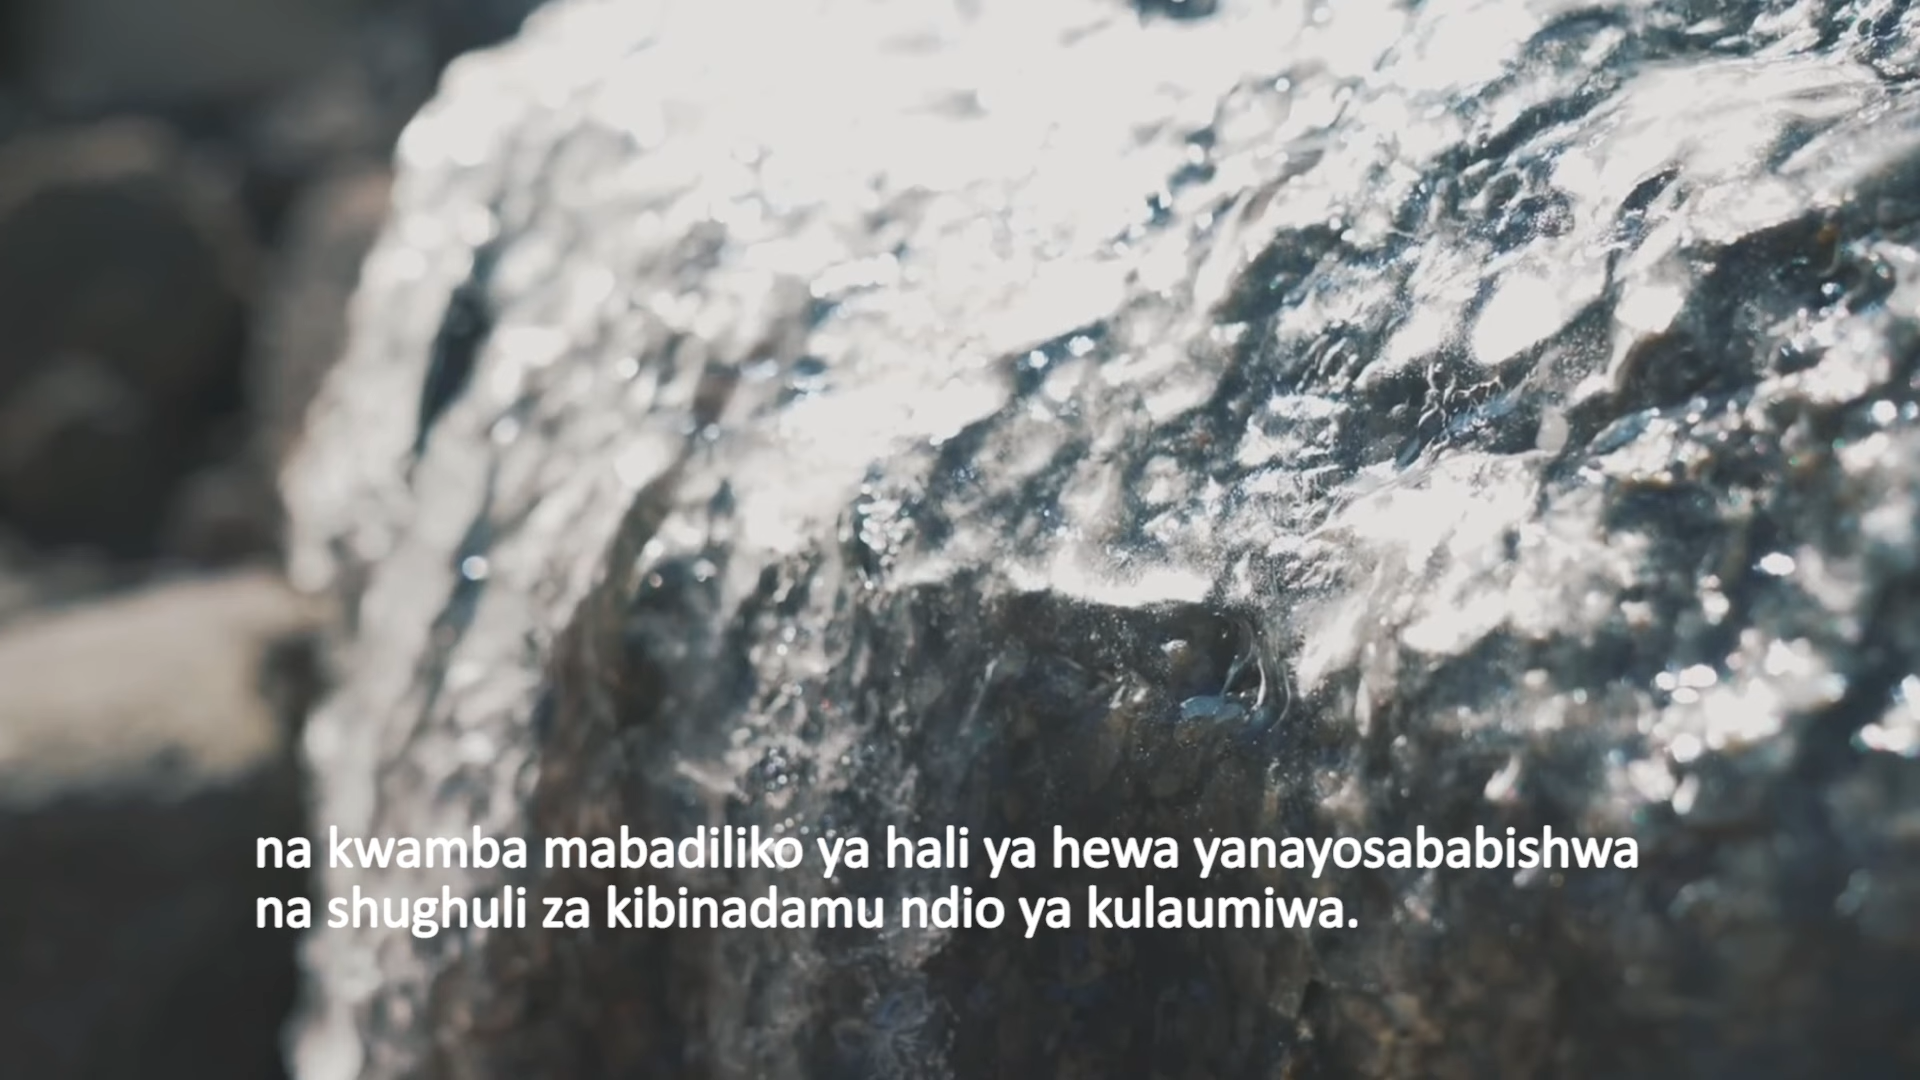 na kwamba mabadiliko ya hali ya hewa yanayosababishwa
na shughuli za kibinadamu ndio ya kulaumiwa.